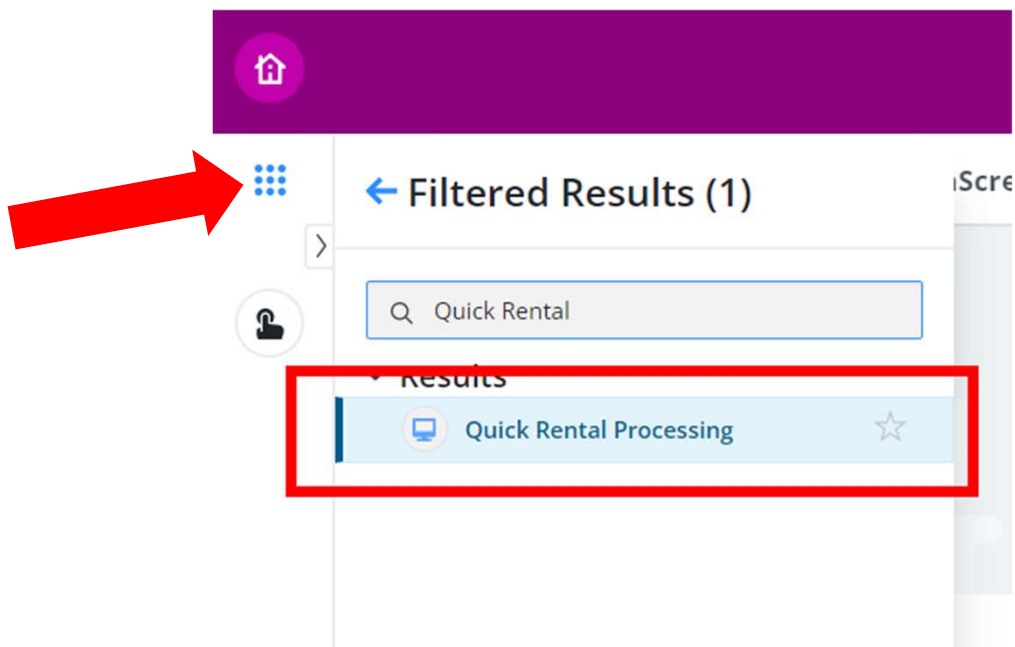 Filtered Results (1)
Quick Rental
Results
Quick Rental Processing